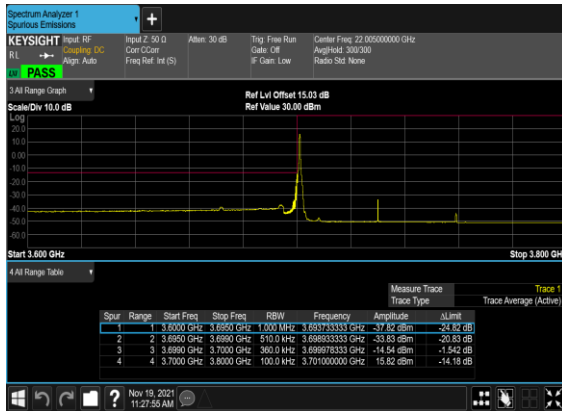 Spectrum Analyzer 1
Spurious Emissions
KEYSIGHT Input: RF Input Z: 50 Ω Atten: 30 dB Trig: Free Run Center Freq: 22.005000000 GHz
RL Coupling: DC Corr CCorr Gate: Off Avg|Hold: 300/300
Align: Auto Freq Ref: Int (S) IF Gain: Low Radio Std: None
PASS
3 All Range Graph
Ref Lvl Offset 15.03 dB
Scale/Div 10.0 dB Ref Value 30.00 dBm
Log
20.0
10.0
0.00
-10.0
-20.0
-30.0
-40.0
-50.0
-60.0
Start 3.600 GHz Stop 3.800 GH
4 All Range Table
Measure Trace Trace 1
Trace Type Trace Average (Active)
Spur Range Start Freq Stop Freq RBW Frequency Amplitude ΔLimit
1 1 3.6000 GHz 3.6950 GHz 1.000 MHz 3.693733333 GHz -37.82 dBm -24.82 dB
2 2 3.6950 GHz 3.6990 GHz 510.0 kHz 3.698933333 GHz -33.83 dBm -20.83 dB
3 3 3.6990 GHz 3.7000 GHz 360.0 kHz 3.699978333 GHz -14.54 dBm -1.542 dB
4 4 3.7000 GHz 3.8000 GHz 100.0 kHz 3.701000000 GHz 15.82 dBm -14.18 dB
Nov 19, 2021
11:27:55 AM